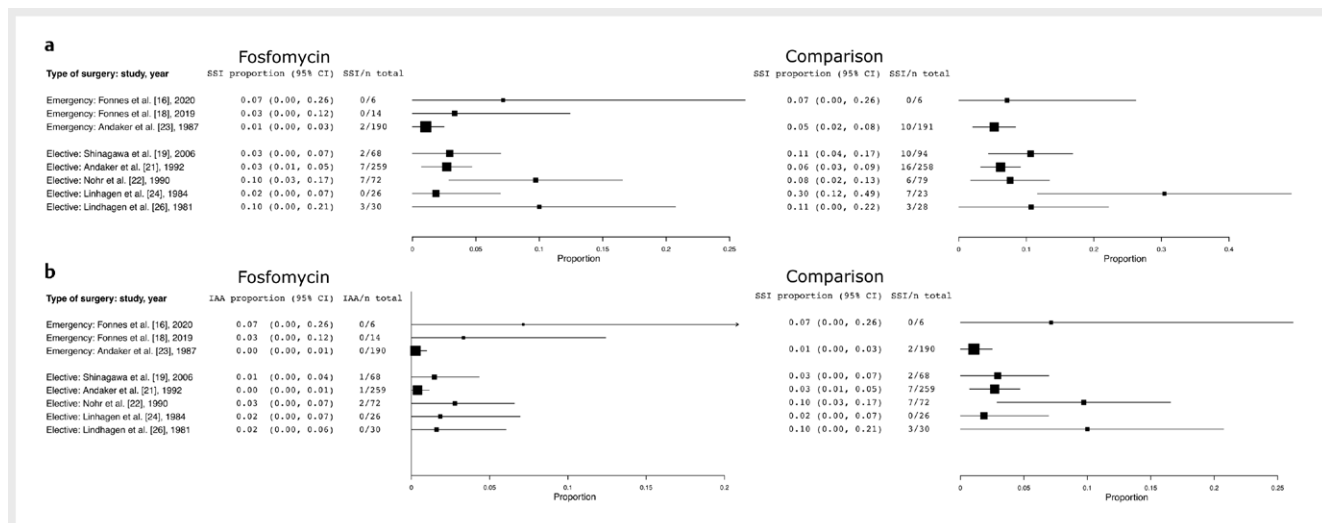 a
Fosfomycin Comparison
Type of surgery: study, year SSI proportion (95% CI) SSI/n total SSI proportion (95% CI) SSI/n total
Emergency: Fonnes et al. [16], 2020 0.07 (0.00, 0.26) 0/6 0.07 (0.00, 0.26) 0/6
Emergency: Fonnes et al. [18], 2019 0.03 (0.00, 0.12) 0/14
Emergency: Andaker et al. [23], 1987 0.01 (0.00, 0.03) 2/190 0.05 (0.02, 0.08) 10/191
Elective: Shinagawa et al. [19], 2006 0.03 (0.00, 0.07) 2/68 0.11 (0.04, 0.17) 10/94
Elective: Andaker et al. [21], 1992 0.03 (0.01, 0.05) 7/259 0.06 (0.03, 0.09) 16/258
Elective: Nohr et al. [22], 1990 0.10 (0.03, 0.17) 7/72 0.08 (0.02, 0.13) 6/79
Elective: Linhagen et al. [24], 1984 0.02 (0.00, 0.07) 0/26 0.30 (0.12, 0.49) 7/23
Elective: Lindhagen et al. [26], 1981 0.10 (0.00, 0.21) 3/30 0.11 (0.00, 0.22) 3/28
0 0.05 0.1 0.15 0.2 0.25 0 0.1 0.2 0.3 0.4
Proportion Proportion
b
Fosfomycin Comparison
Type of surgery: study, year IAA proportion (95% CI) IAA/n total SSI proportion (95% CI) SSI/n total
Emergency: Fonnes et al. [16], 2020 0.07 (0.00, 0.26) 0/6 0.07 (0.00, 0.26) 0/6
Emergency: Fonnes et al. [18], 2019 0.03 (0.00, 0.12) 0/14
Emergency: Andaker et al. [23], 1987 0.00 (0.00, 0.01) 0/190 0.01 (0.00, 0.03) 2/190
Elective: Shinagawa et al. [19], 2006 0.01 (0.00, 0.04) 1/68 0.03 (0.00, 0.07) 2/68
Elective: Andaker et al. [21], 1992 0.00 (0.00, 0.01) 1/259 0.03 (0.01, 0.05) 7/259
Elective: Nohr et al. [22], 1990 0.03 (0.00, 0.07) 2/72 0.10 (0.03, 0.17) 7/72
Elective: Linhagen et al. [24], 1984 0.02 (0.00, 0.07) 0/26 0.02 (0.00, 0.07) 0/26
Elective: Lindhagen et al. [26], 1981 0.02 (0.00, 0.06) 0/30 0.10 (0.00, 0.21) 3/30
0 0.05 0.1 0.15 0.2 0 0.05 0.1 0.15 0.2 0.25
Proportion Proportion